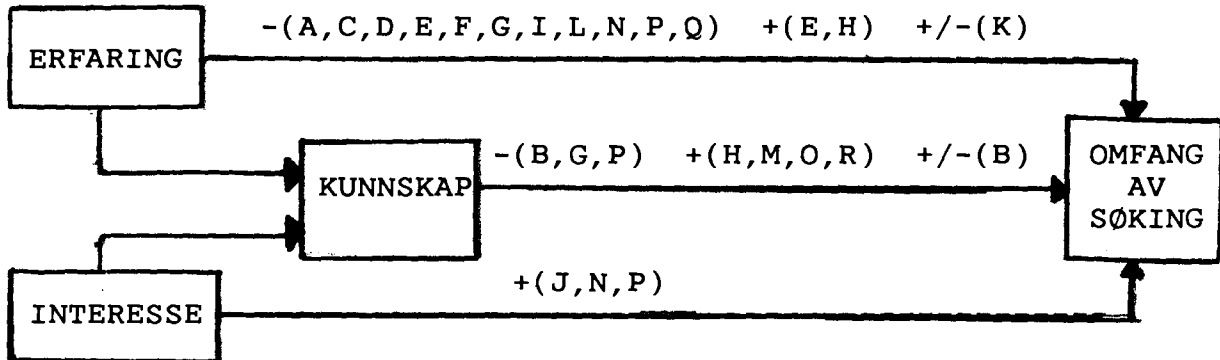 -(A,C,D,E,F,G,I,L,N,P,Q) +(E,H) +/-(K)
ERFARING
-(B,G,P) +(H,M,O,R) +/-(B)
KUNNSKAP
OMFANG
AV
SØKING
+(J,N,P)
INTERESSE